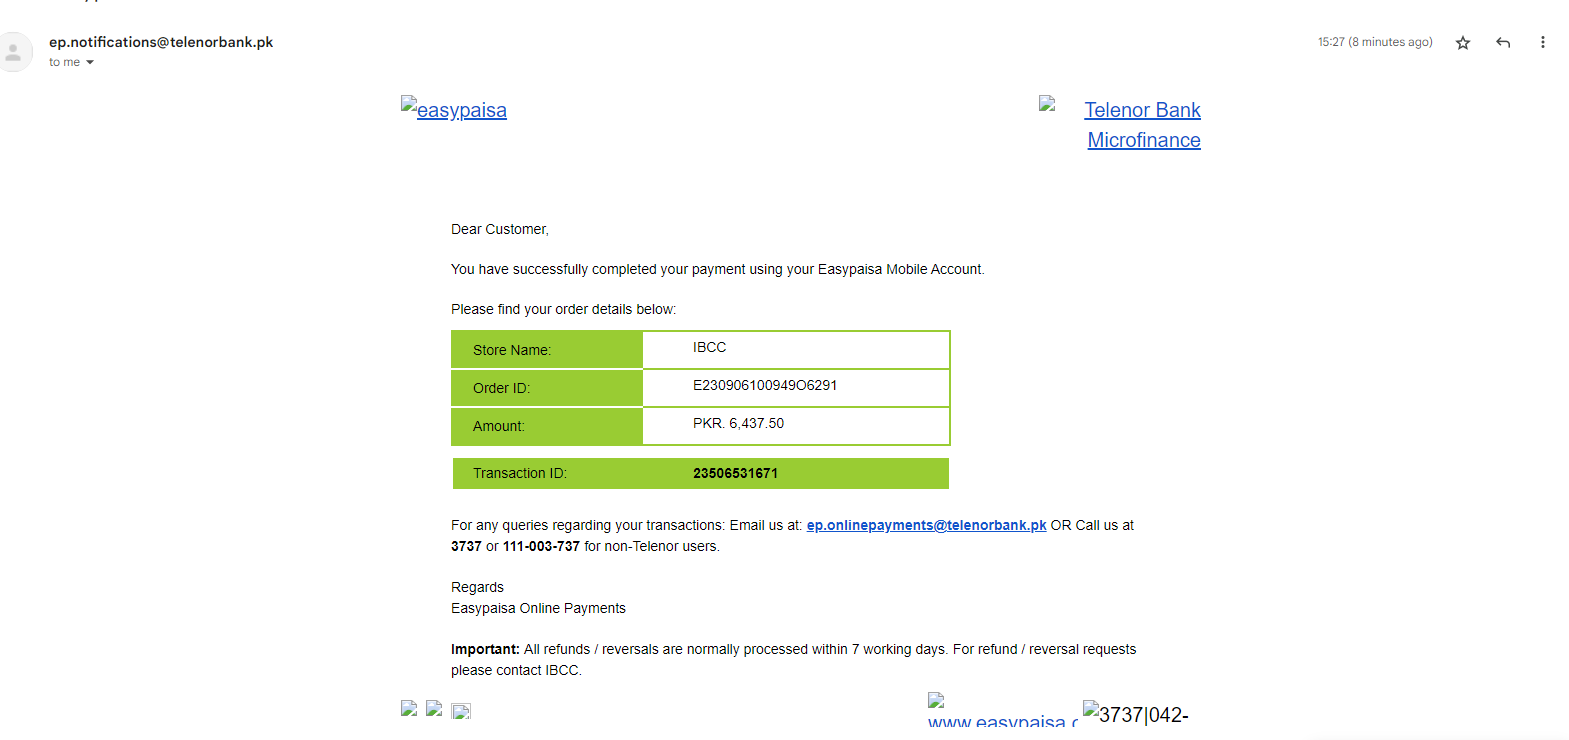 ep.notifications@telenorbank.pk
15:27 (8 minutes ago)
to me
easypaisa
Telenor Bank
Microfinance
Dear Customer,
You have successfully completed your payment using your Easypaisa Mobile Account.
Please find your order details below:
Store Name: IBCC
Order ID: E230906100949O6291
Amount: PKR. 6,437.50
Transaction ID: 23506531671
For any queries regarding your transactions: Email us at: ep.onlinepayments@telenorbank.pk OR Call us at
3737 or 111-003-737 for non-Telenor users.
Regards
Easypaisa Online Payments
Important: All refunds / reversals are normally processed within 7 working days. For refund / reversal requests
please contact IBCC.
www.easypaisa.c
3737|042-